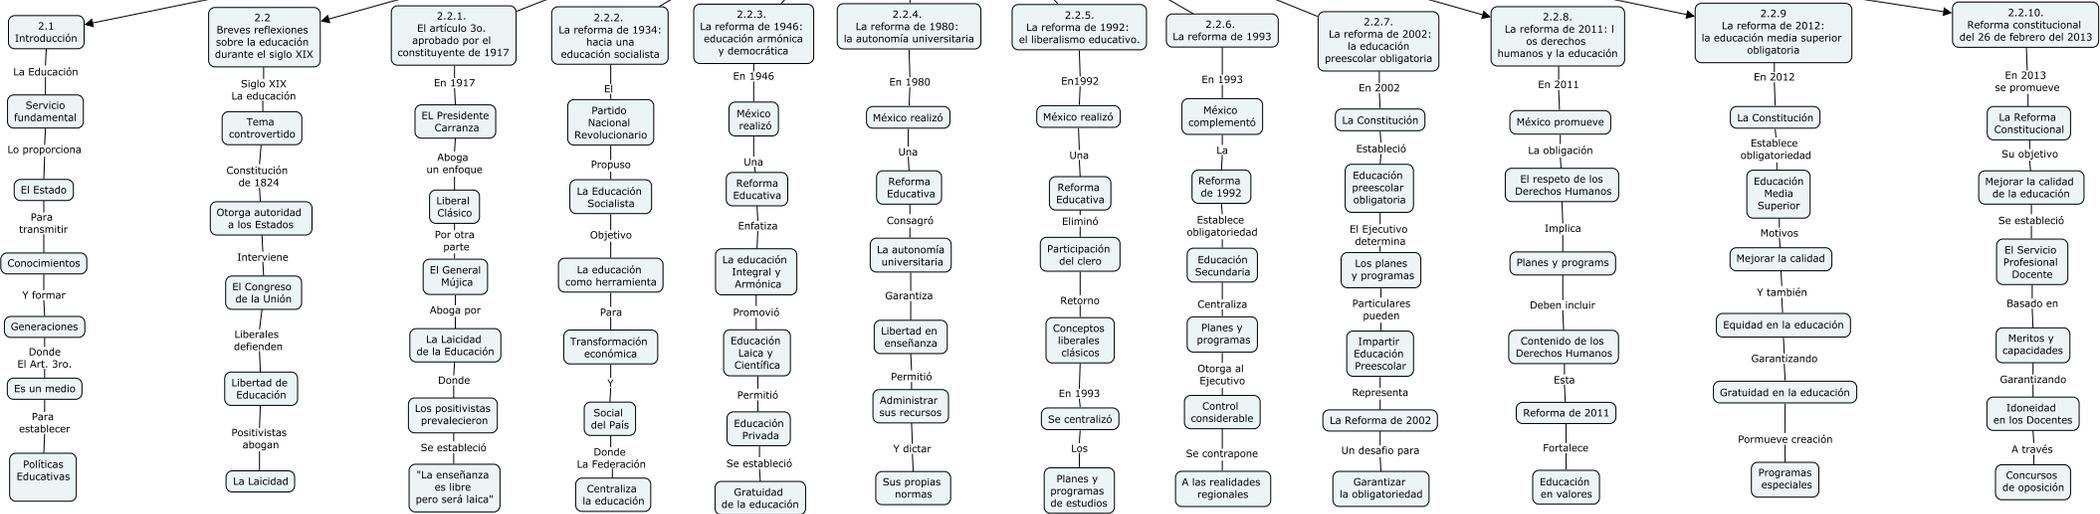 2.1
Introducción
La Educación
Servicio
fundamental
Lo proporciona
El Estado
Para
transmitir
Conocimientos
Y formar
Generaciones
Donde
El Art. 3ro.
Es un medio
Para
establecer
Políticas
Educativas
2.2
Breves reflexiones
sobre la educación
durante el siglo XIX
Siglo XIX
La educación
Tema
controvertido
Constitución
de 1824
Otorga autoridad
a los Estados
Interviene
El Congreso
de la Unión
Liberales
defienden
Libertad de
Educación
Positivistas
abogan
La Laicidad
2.2.1.
El artículo 3o.
aprobado por el
constituyente de 1917
En 1917
EL Presidente
Carranza
Aboga
un enfoque
Liberal
Clásico
Por otra
parte
El General
Mújica
Aboga por
La Laicidad
de la Educación
Donde
Los positivistas
prevalecieron
Se estableció
"La enseñanza
es libre
pero será laica"
2.2.2.
La reforma de 1934:
hacia una
educación socialista
El
Partido
Nacional
Revolucionario
Propuso
La Educación
Socialista
Objetivo
La educación
como herramienta
Para
Transformación
económica
Y
Social
del País
Donde
La Federación
Centraliza
la educación
2.2.3.
La reforma de 1946:
educación armónica
y democrática
En 1946
México
realizó
Una
Reforma
Educativa
Enfatiza
La educación
Integral y
Armónica
Promovió
Educación
Laica y
Científica
Permitió
Educación
Privada
Se estableció
Gratuidad
de la educación
2.2.4.
La reforma de 1980:
la autonomía universitaria
En 1980
México realizó
Una
Reforma
Educativa
Consagró
La autonomía
universitaria
Garantiza
Libertad en
enseñanza
Permitió
Administrar
sus recursos
Y dictar
Sus propias
normas
2.2.5.
La reforma de 1992:
el liberalismo educativo.
En1992
México realizó
Una
Reforma
Educativa
Eliminó
Participación
del clero
Retorno
Conceptos
liberales
clásicos
En 1993
Se centralizó
Los
Planes y
programas
de estudios
2.2.6.
La reforma de 1993
En 1993
México
complementó
La
Reforma
de 1992
Establece
obligatoriedad
Educación
Secundaria
Centraliza
Planes y
programas
Otorga al
Ejecutivo
Control
considerable
Se contrapone
A las realidades
regionales
2.2.7.
La reforma de 2002:
la educación
preescolar obligatoria
En 2002
La Constitución
Estableció
Educación
preescolar
obligatoria
El Ejecutivo
determina
Los planes
y programas
Particulares
pueden
Impartir
Educación
Preescolar
Representa
La Reforma de 2002
Un desafio para
Garantizar
la obligatoriedad
2.2.8.
La reforma de 2011: l
os derechos
humanos y la educación
En 2011
México promueve
La obligación
El respeto de los
Derechos Humanos
Implica
Planes y programs
Deben incluir
Contenido de los
Derechos Humanos
Esta
Reforma de 2011
Fortalece
Educación
en valores
2.2.9
La reforma de 2012:
la educación media superior
obligatoria
En 2012
La Constitución
Establece
obligatoriedad
Educación
Media
Superior
Motivos
Mejorar la calidad
Y también
Equidad en la educación
Garantizando
Gratuidad en la educación
Pormueve creación
Programas
especiales
2.2.10.
Reforma constitucional
del 26 de febrero del 2013
En 2013
se promueve
La Reforma
Constitucional
Su objetivo
Mejorar la calidad
de la educación
Se estableció
El Servicio
Profesional
Docente
Basado en
Meritos y
capacidades
Garantizando
Idoneidad
en los Docentes
A través
Concursos
de oposición